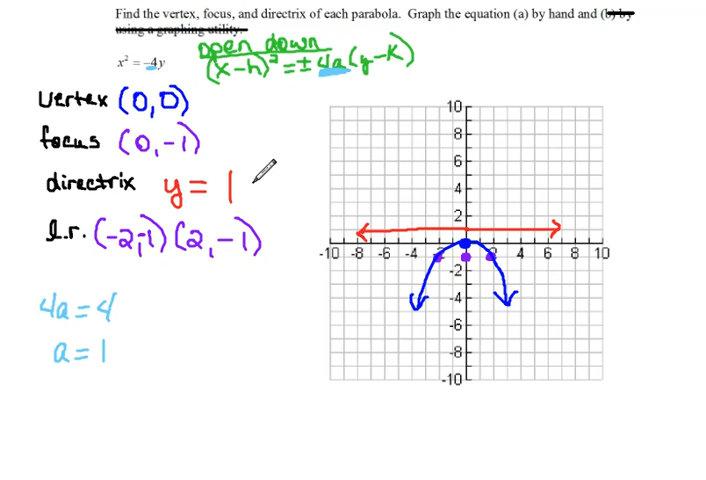 Find the vertex, focus, and directrix of each parabola. Graph the equation (a) by hand and (b) by
using a graphing utility.
x² = −4y
open down
(x−h)² = ± 4a(y−k)
vertex (0,0)
focus (0,−1)
directrix y = 1
l.r. (−2,−1) (2,−1)
4a = 4
a = 1
10
8
6
4
2
-10 -8 -6 -4 2 4 6 8 10
-2
-4
-6
-8
-10